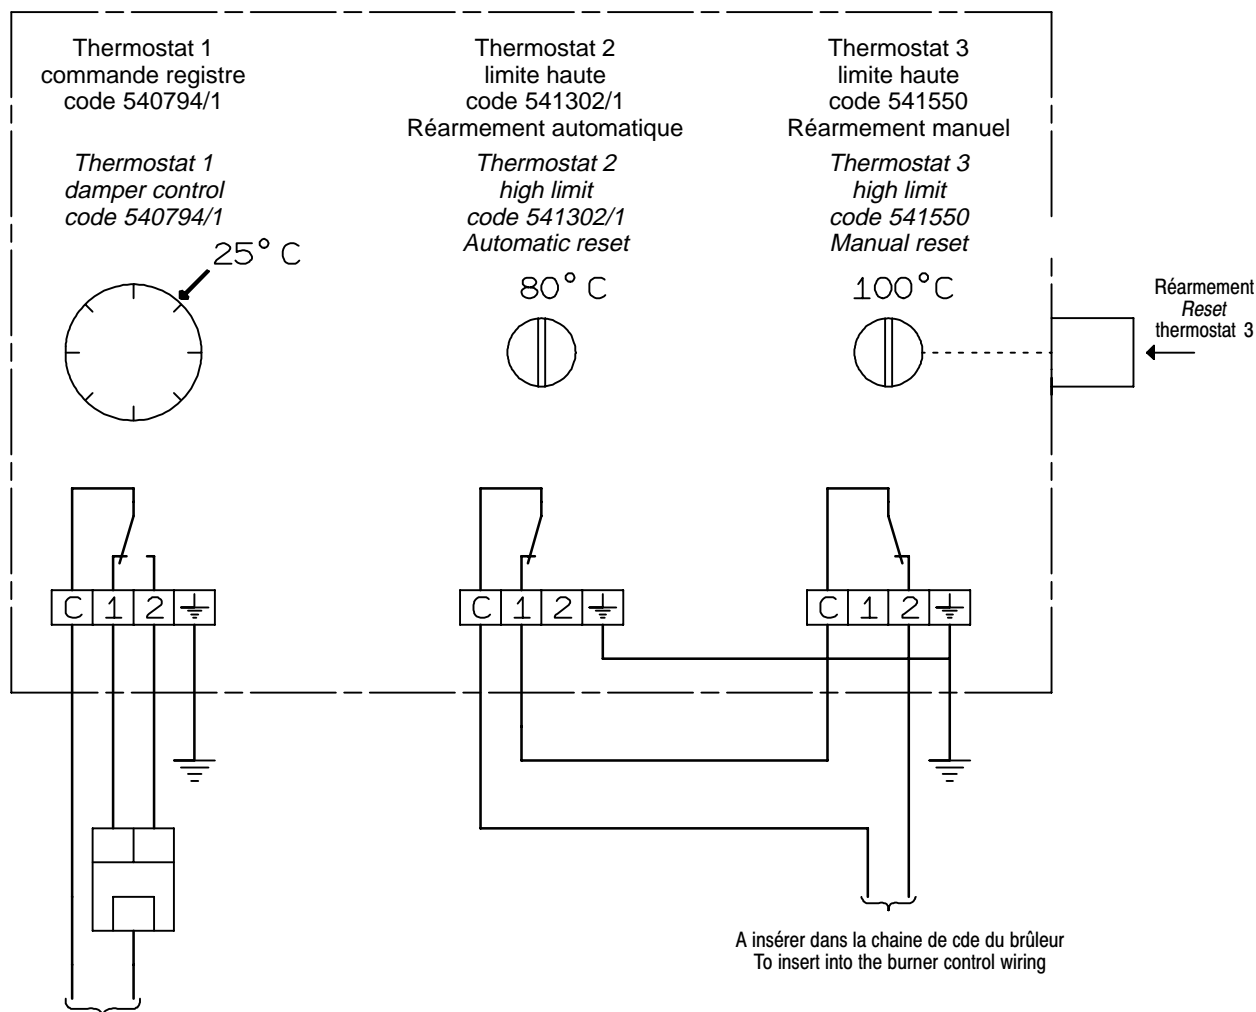 Thermostat 1
commande registre
code 540794/1
Thermostat 1
damper control
code 540794/1
25° C
Thermostat 2
limite haute
code 541302/1
Réarmement automatique
Thermostat 2
high limit
code 541302/1
Automatic reset
80° C
Thermostat 3
limite haute
code 541550
Réarmement manuel
Thermostat 3
high limit
code 541550
Manual reset
100°C
Réarmement
Reset
thermostat 3
C 1 2
C 1 2
C 1 2
A insérer dans la chaine de cde du brûleur
To insert into the burner control wiring